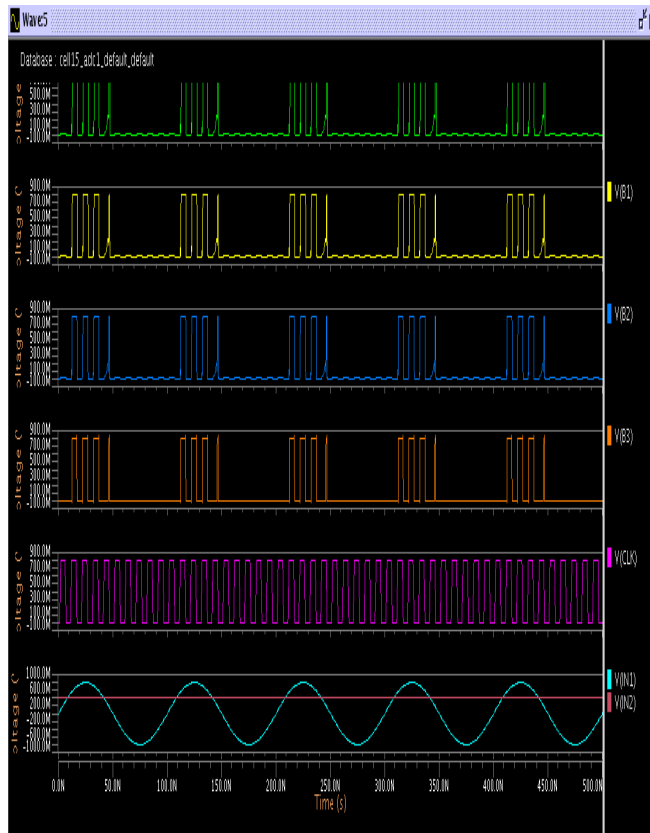 Wave:5
Database : cell15_adc1_default_default
500.0M
300.0M
100.0M
-100.0M
V(B1)
900.0M
700.0M
500.0M
300.0M
100.0M
-100.0M
V(B2)
900.0M
700.0M
500.0M
300.0M
100.0M
-100.0M
V(B3)
900.0M
700.0M
500.0M
300.0M
100.0M
-100.0M
V(CLK)
900.0M
700.0M
500.0M
300.0M
100.0M
-100.0M
V(IN1)
V(IN2)
1000.0M
600.0M
200.0M
-200.0M
-600.0M
-1000.0M
0.0N 50.0N 100.0N 150.0N 200.0N 250.0N 300.0N 350.0N 400.0N 450.0N 500.0N
Time (s)